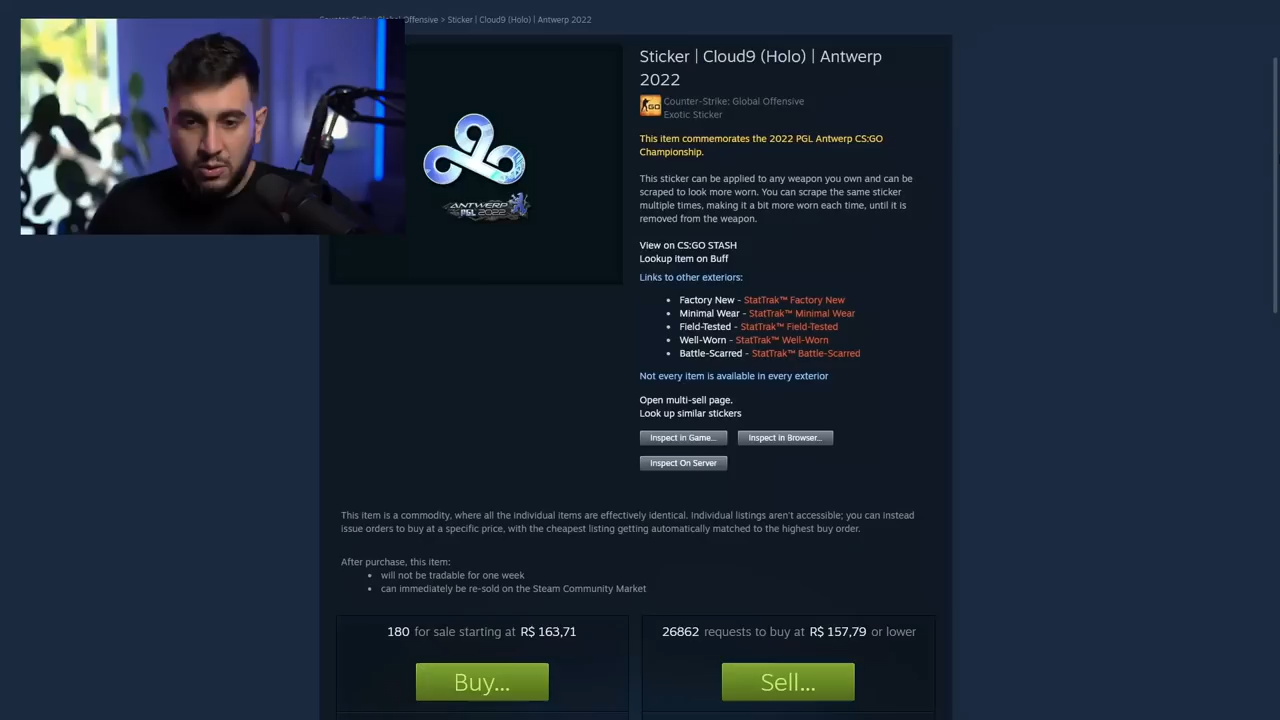 Counter-Strike: Global Offensive > Sticker | Cloud9 (Holo) | Antwerp 2022
Sticker | Cloud9 (Holo) | Antwerp
2022
Counter-Strike: Global Offensive
Exotic Sticker
This item commemorates the 2022 PGL Antwerp CS:GO
Championship.
This sticker can be applied to any weapon you own and can be
scraped to look more worn. You can scrape the same sticker
multiple times, making it a bit more worn each time, until it is
removed from the weapon.
View on CS:GO STASH
Lookup item on Buff
Links to other exteriors:
Factory New - StatTrak™ Factory New
Minimal Wear - StatTrak™ Minimal Wear
Field-Tested - StatTrak™ Field-Tested
Well-Worn - StatTrak™ Well-Worn
Battle-Scarred - StatTrak™ Battle-Scarred
Not every item is available in every exterior
Open multi-sell page.
Look up similar stickers
Inspect in Game... Inspect in Browser...
Inspect On Server
ANTWERP
PGL 2022
This item is a commodity, where all the individual items are effectively identical. Individual listings aren't accessible; you can instead
issue orders to buy at a specific price, with the cheapest listing getting automatically matched to the highest buy order.
After purchase, this item:
will not be tradable for one week
can immediately be re-sold on the Steam Community Market
180 for sale starting at R$ 163,71
26862 requests to buy at R$ 157,79 or lower
Buy...
Sell...